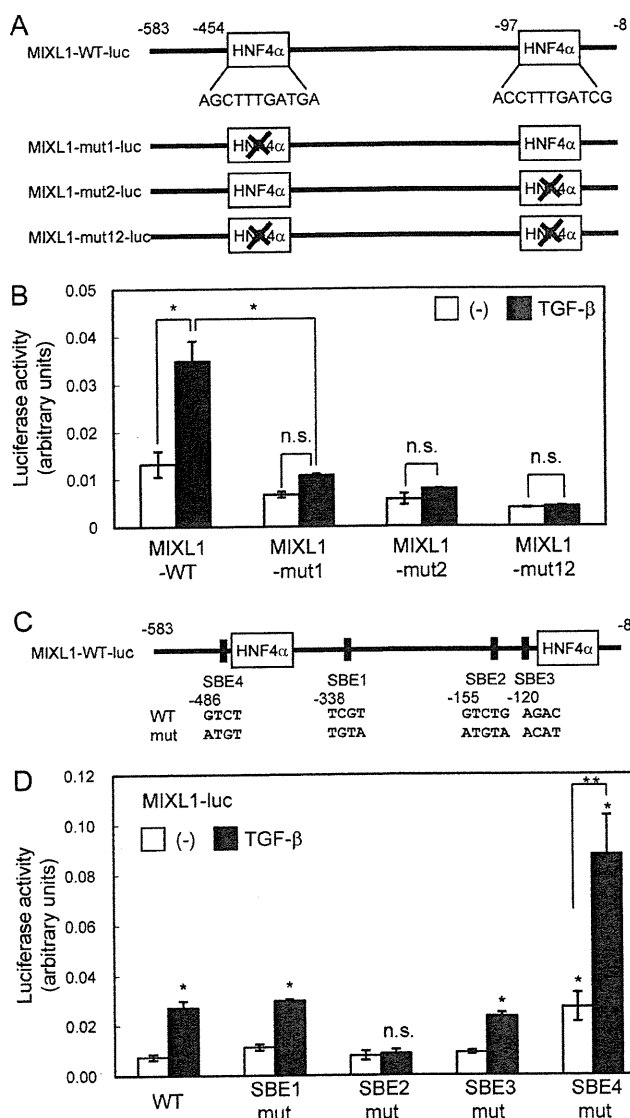 A
-583 -454 -97 -8
MIXL1-WT-luc HNF4α HNF4α
AGCTTTGATGA ACCTTTGATCG
MIXL1-mut1-luc HNF4α HNF4α
MIXL1-mut2-luc HNF4α HNF4α
MIXL1-mut12-luc HNF4α HNF4α
B
Luciferase activity
(arbitrary units)
0.05
0.04
0.03
0.02
0.01
0
(-) TGF-β
* *
n.s. n.s. n.s.
MIXL1 MIXL1 MIXL1 MIXL1
-WT -mut1 -mut2 -mut12
C
-583 -8
MIXL1-WT-luc HNF4α HNF4α
SBE4 SBE1 SBE2 SBE3
-486 -338 -155 -120
WT GTCT TCGT GTCTG AGAC
mut ATGT TGTA ATGTA ACAT
D
Luciferase activity
(arbitrary units)
0.12
0.10
0.08
0.06
0.04
0.02
0.00
MIXL1-luc
(-) TGF-β
**
* * n.s. * * *
WT SBE1 SBE2 SBE3 SBE4
mut mut mut mut